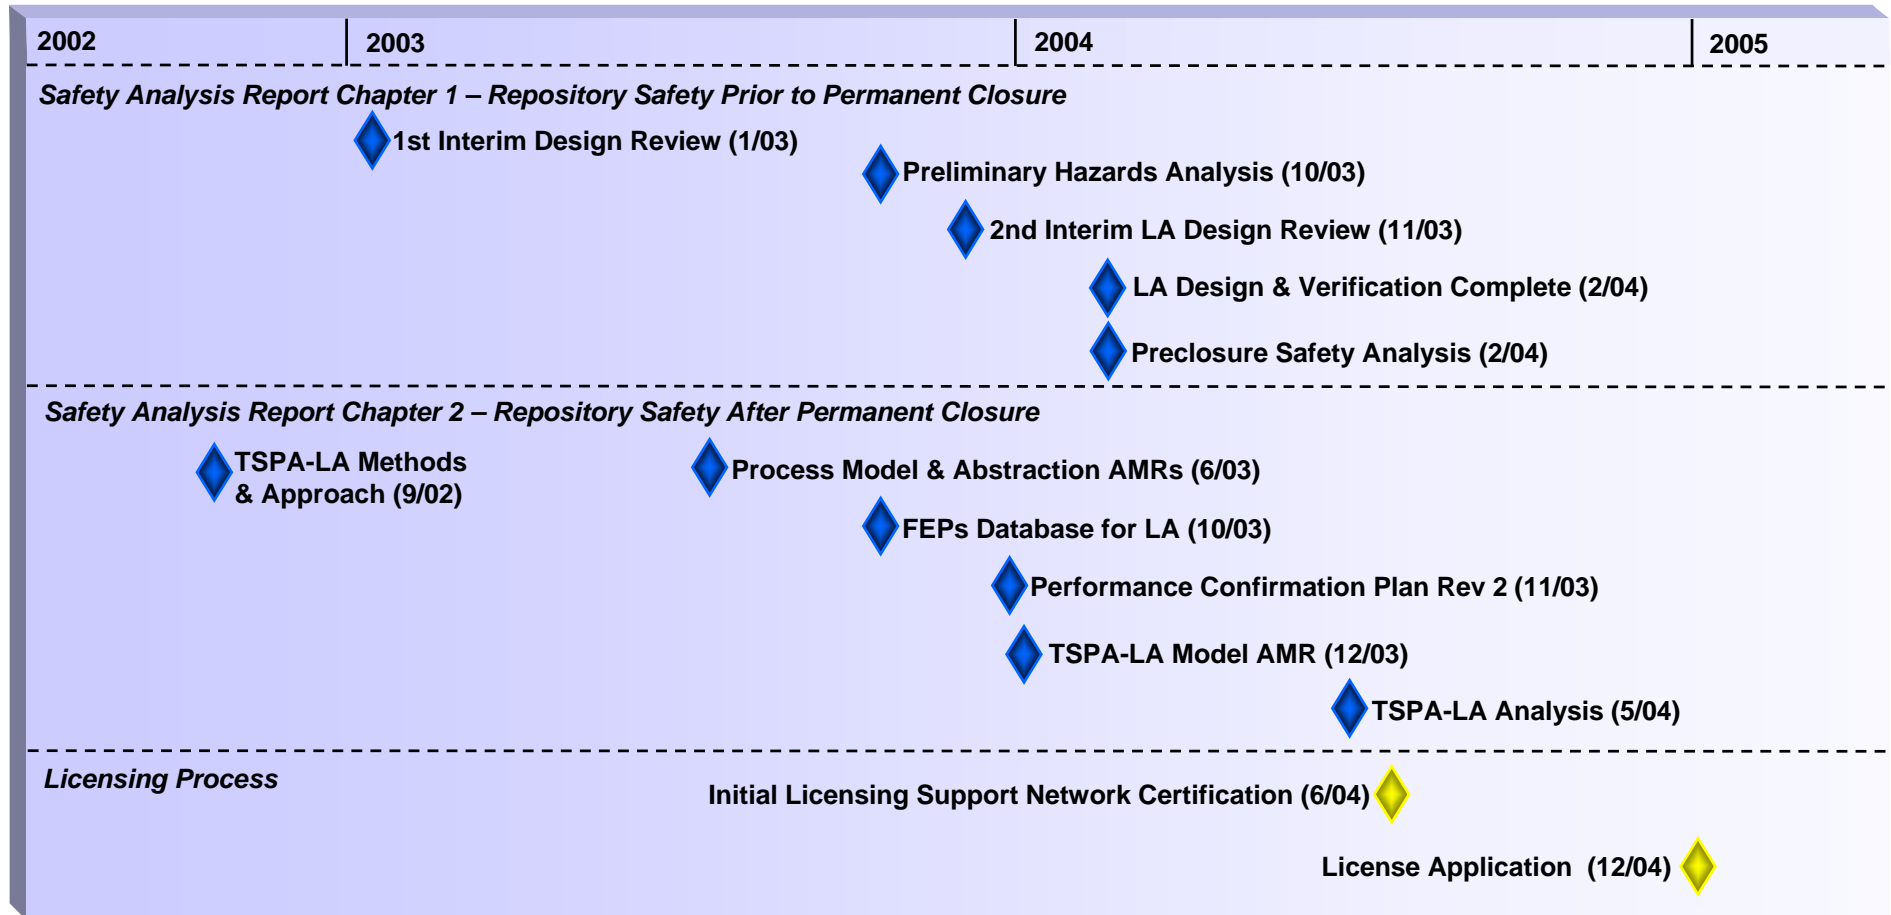 2002
2003
2004
2005
Safety Analysis Report Chapter 1 – Repository Safety Prior to Permanent Closure
1st Interim Design Review (1/03)
Preliminary Hazards Analysis (10/03)
2nd Interim LA Design Review (11/03)
LA Design & Verification Complete (2/04)
Preclosure Safety Analysis (2/04)
Safety Analysis Report Chapter 2 – Repository Safety After Permanent Closure
TSPA-LA Methods
& Approach (9/02)
Process Model & Abstraction AMRs (6/03)
FEPs Database for LA (10/03)
Performance Confirmation Plan Rev 2 (11/03)
TSPA-LA Model AMR (12/03)
TSPA-LA Analysis (5/04)
Licensing Process
Initial Licensing Support Network Certification (6/04)
License Application (12/04)